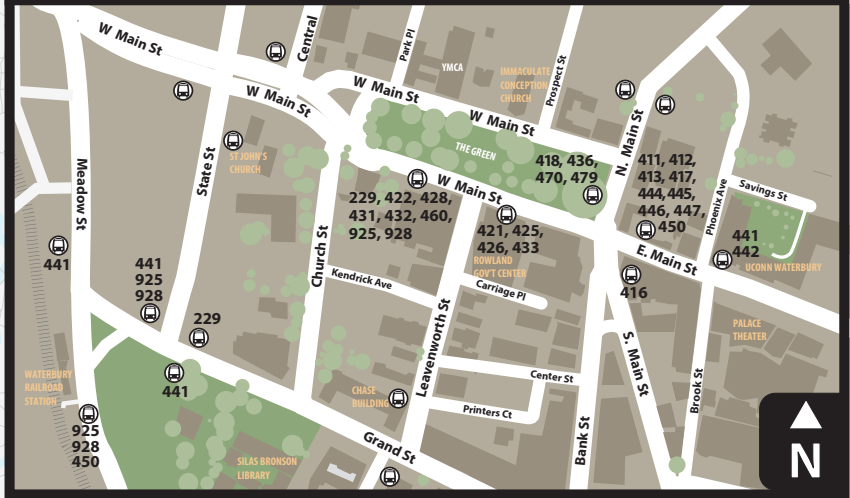 W Main St
Central
Park Pl
YMCA
IMMACULATE
CONCEPTION
CHURCH
Prospect St
W Main St
W Main St
W Main St
THE GREEN
N. Main St
418, 436,
470, 479
411, 412,
413, 417,
444, 445,
446, 447,
450
Meadow St
State St
ST JOHN'S
CHURCH
229, 422, 428,
431, 432, 460,
925, 928
W Main St
421, 425,
426, 433
ROWLAND
GOV'T CENTER
Phoenix Ave
Savings St
441
442
UCONN WATERBURY
E. Main St
441
441
925
928
Church St
Kendrick Ave
Carriage Pl
416
229
Leavenworth St
S. Main St
PALACE
THEATER
WATERBURY
RAILROAD
STATION
441
CHASE
BUILDING
Center St
Printers Ct
Brook St
925
928
450
Grand St
Bank St
SILAS BRONSON
LIBRARY
N